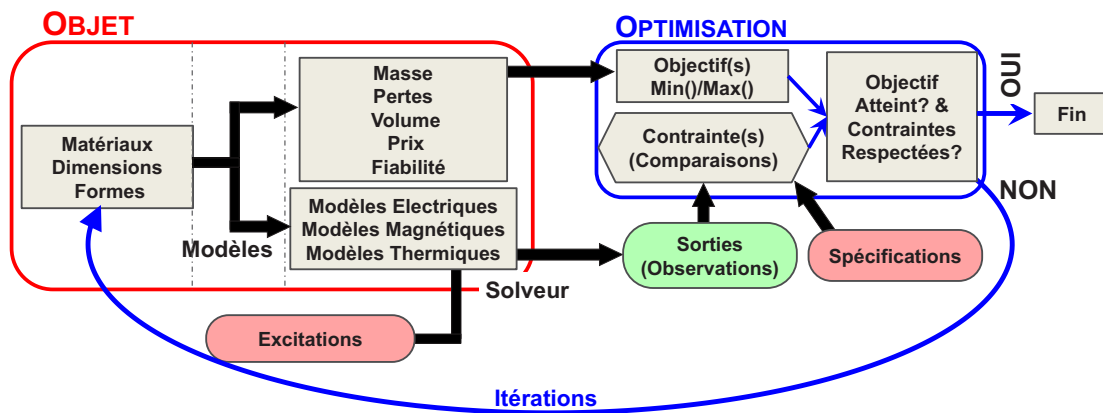 OBJET
OPTIMISATION
Matériaux
Dimensions
Formes
Modèles
Masse
Pertes
Volume
Prix
Fiabilité
Modèles Electriques
Modèles Magnétiques
Modèles Thermiques
Solveur
Excitations
Objectif(s)
Min()/Max()
Contrainte(s)
(Comparaisons)
Sorties
(Observations)
Spécifications
Objectif
Atteint? &
Contraintes
Respectées?
OUI
Fin
NON
Itérations